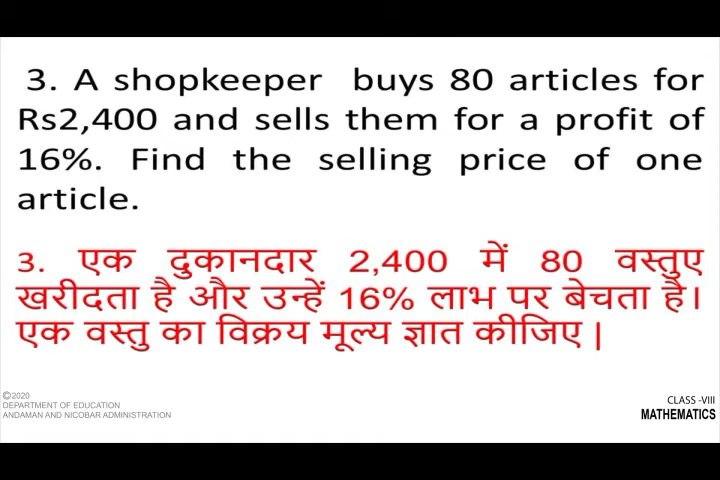 3. A shopkeeper buys 80 articles for
Rs2,400 and sells them for a profit of
16%. Find the selling price of one
article.
3. एक दुकानदार 2,400 में 80 वस्तुए
खरीदता है और उन्हें 16% लाभ पर बेचता है।
एक वस्तु का विक्रय मूल्य ज्ञात कीजिए |
©2020
DEPARTMENT OF EDUCATION
ANDAMAN AND NICOBAR ADMINISTRATION
CLASS -VIII
MATHEMATICS